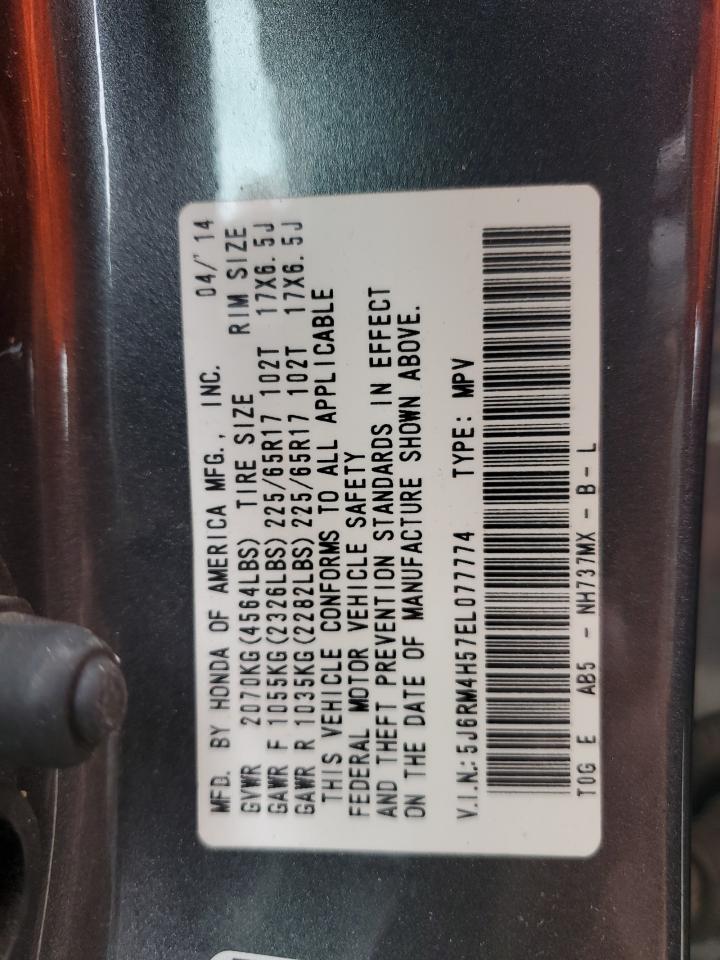 MFD. BY HONDA OF AMERICA MFG., INC. 04/'14
GVWR 2070KG(4564LBS) TIRE SIZE RIM SIZE
GAWR F 1055KG(2326LBS) 225/65R17 102T 17X6.5J
GAWR R 1035KG(2282LBS) 225/65R17 102T 17X6.5J
THIS VEHICLE CONFORMS TO ALL APPLICABLE
FEDERAL MOTOR VEHICLE SAFETY
AND THEFT PREVENTION STANDARDS IN EFFECT
ON THE DATE OF MANUFACTURE SHOWN ABOVE.
V.I.N.: 5J6RM4H57EL077774 TYPE: MPV
T0G E AB5 - NH737MX - B - L